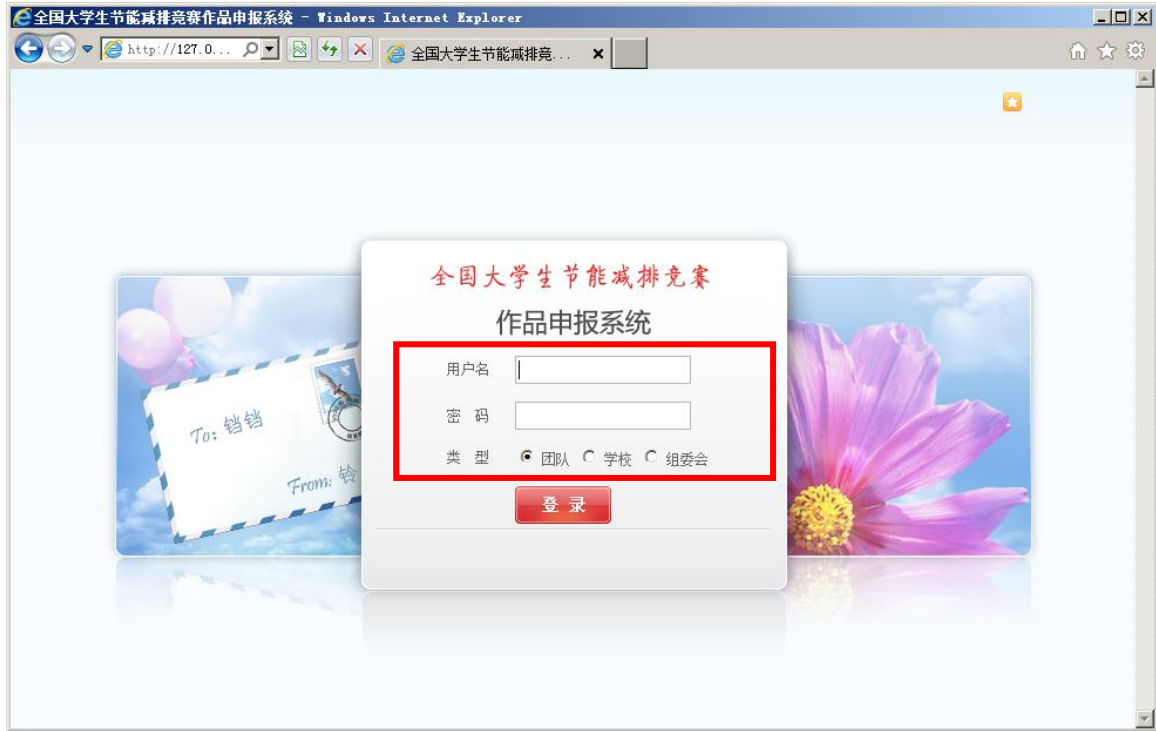 全国大学生节能减排竞赛作品申报系统 - Windows Internet Explorer
http://127.0...
全国大学生节能减排竞...
全国大学生节能减排竞赛
作品申报系统
用户名
密 码
类 型 团队 学校 组委会
登 录
To: 铛铛
From: 铃